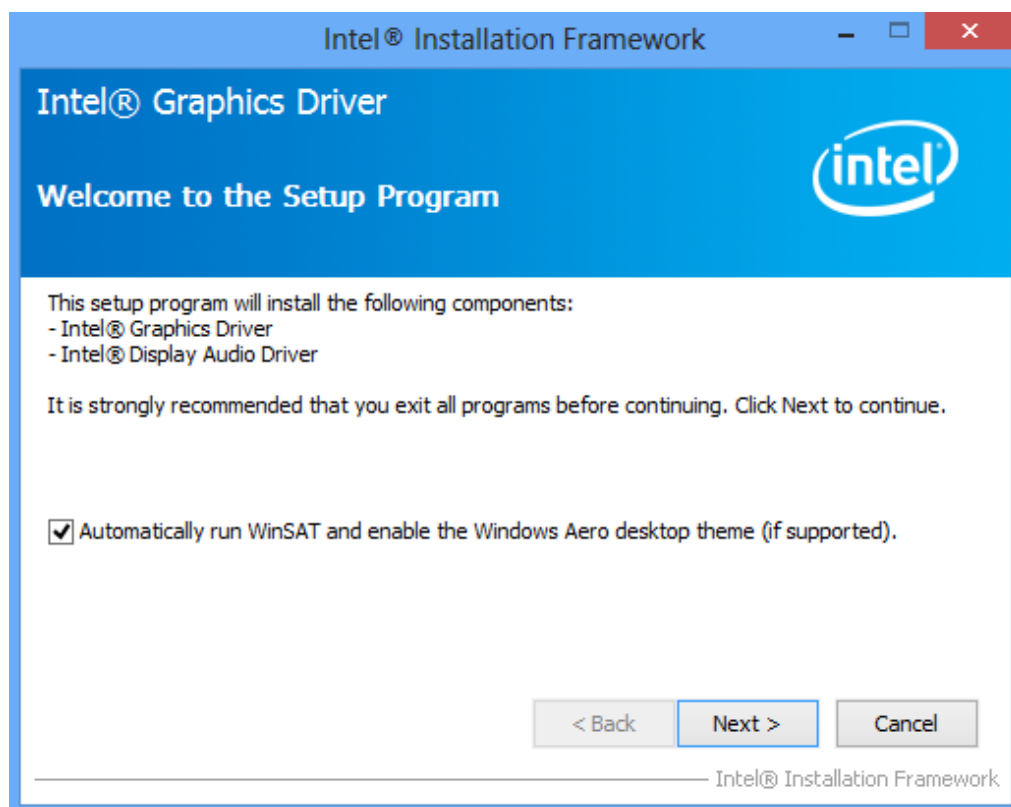 Intel® Installation Framework
Intel® Graphics Driver
intel
Welcome to the Setup Program
This setup program will install the following components:
- Intel® Graphics Driver
- Intel® Display Audio Driver
It is strongly recommended that you exit all programs before continuing. Click Next to continue.
Automatically run WinSAT and enable the Windows Aero desktop theme (if supported).
< Back Next > Cancel
Intel® Installation Framework